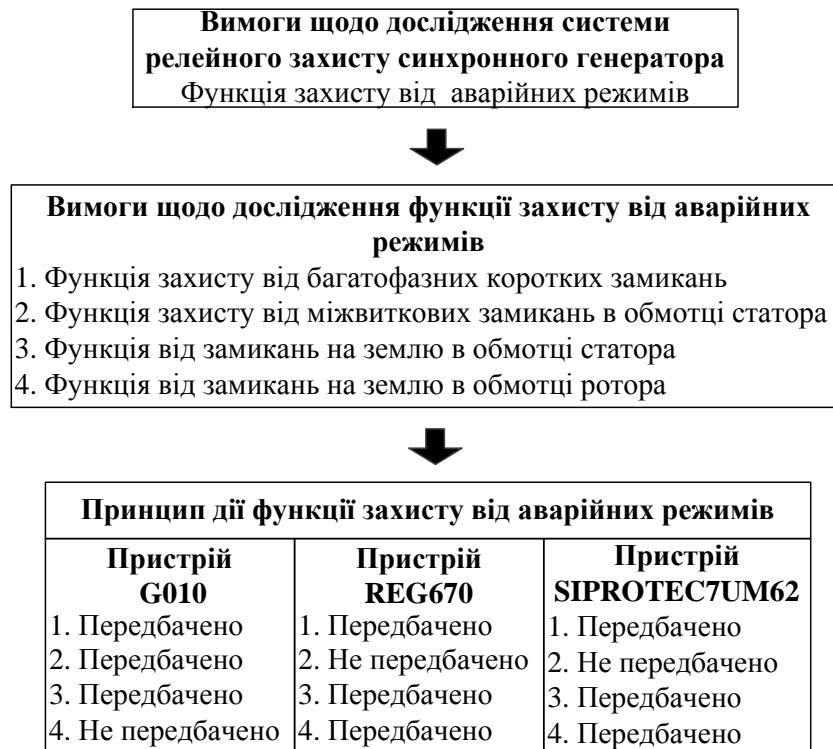 Вимоги щодо дослідження системи
релейного захисту синхронного генератора
Функція захисту від аварійних режимів
Вимоги щодо дослідження функції захисту від аварійних
режимів
1. Функція захисту від багатофазних коротких замикань
2. Функція захисту від міжвиткових замикань в обмотці статора
3. Функція від замикань на землю в обмотці статора
4. Функція від замикань на землю в обмотці ротора
Принцип дії функції захисту від аварійних режимів
Пристрій
G010
1. Передбачено
2. Передбачено
3. Передбачено
4. Не передбачено
Пристрій
REG670
1. Передбачено
2. Не передбачено
3. Передбачено
4. Передбачено
Пристрій
SIPROTEC7UM62
1. Передбачено
2. Не передбачено
3. Передбачено
4. Передбачено